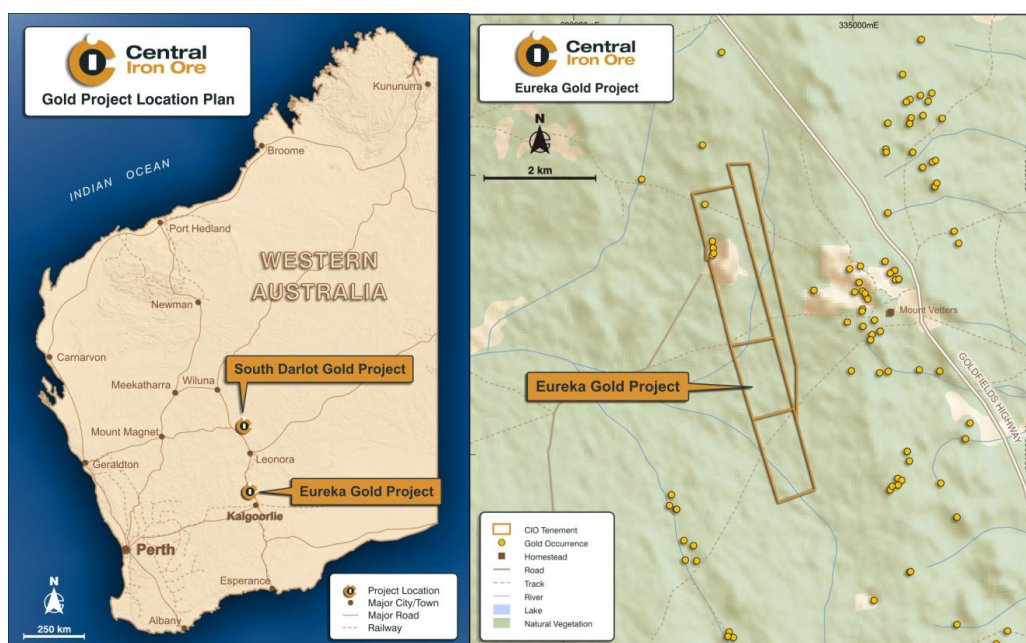 Central
Iron Ore
Gold Project Location Plan
Kununurra
Broome
INDIAN OCEAN
Port Hedland
WESTERN
AUSTRALIA
Newman
Carnarvon
South Darlot Gold Project
Meekatharra
Wiluna
Mount Magnet
Leonora
Geraldton
Eureka Gold Project
Kalgoorlie
Perth
Esperance
Albany
N
250 km
Project Location
Major City/Town
Major Road
Railway
335000mE
Central
Iron Ore
Eureka Gold Project
N
2 km
Mount Vetters
GOLDFIELDS HIGHWAY
Eureka Gold Project
CIO Tenement
Gold Occurrence
Homestead
Road
Track
River
Lake
Natural Vegetation